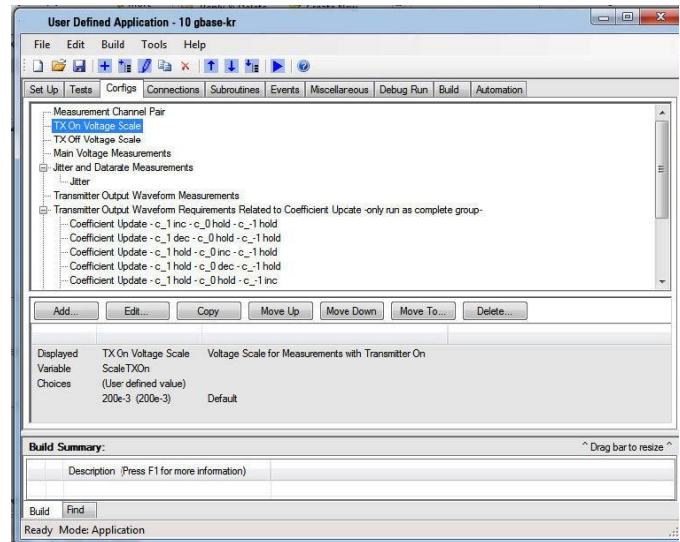 User Defined Application - 10 gbase-kr
File Edit Build Tools Help
Set Up Tests Configs Connections Subroutines Events Miscellaneous Debug Run Build Automation
Measurement Channel Pair
TX On Voltage Scale
TX Off Voltage Scale
Main Voltage Measurements
Jitter and Datarate Measurements
Jitter
Transmitter Output Waveform Measurements
Transmitter Output Waveform Requirements Related to Coefficient Upcate -only run as complete group-
Coefficient Update - c_1 inc - c_0 hold - c_-1 hold
Coefficient Update - c_1 dec - c_0 hold - c_-1 hold
Coefficient Update - c_1 hold - c_0 inc - c_-1 hold
Coefficient Update - c_1 hold - c_0 dec - c_-1 hold
Coefficient Update - c_1 hold - c_0 hold - c_-1 inc
Add... Edit... Copy Move Up Move Down Move To... Delete...
Displayed TX On Voltage Scale Voltage Scale for Measurements with Transmitter On
Variable ScaleTXOn
Choices (User defined value)
200e-3 (200e-3) Default
Build Summary: ^ Drag bar to resize ^
Description (Press F1 for more information)
Build Find
Ready Mode: Application